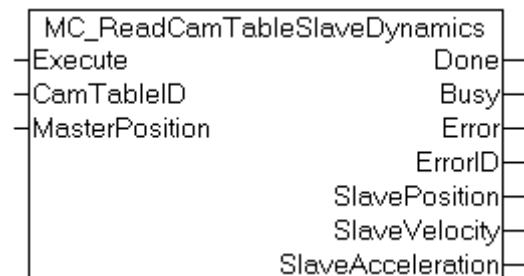 MC_ReadCamTableSlaveDynamics
Execute Done
CamTableID Busy
MasterPosition Error
ErrorID
SlavePosition
SlaveVelocity
SlaveAcceleration